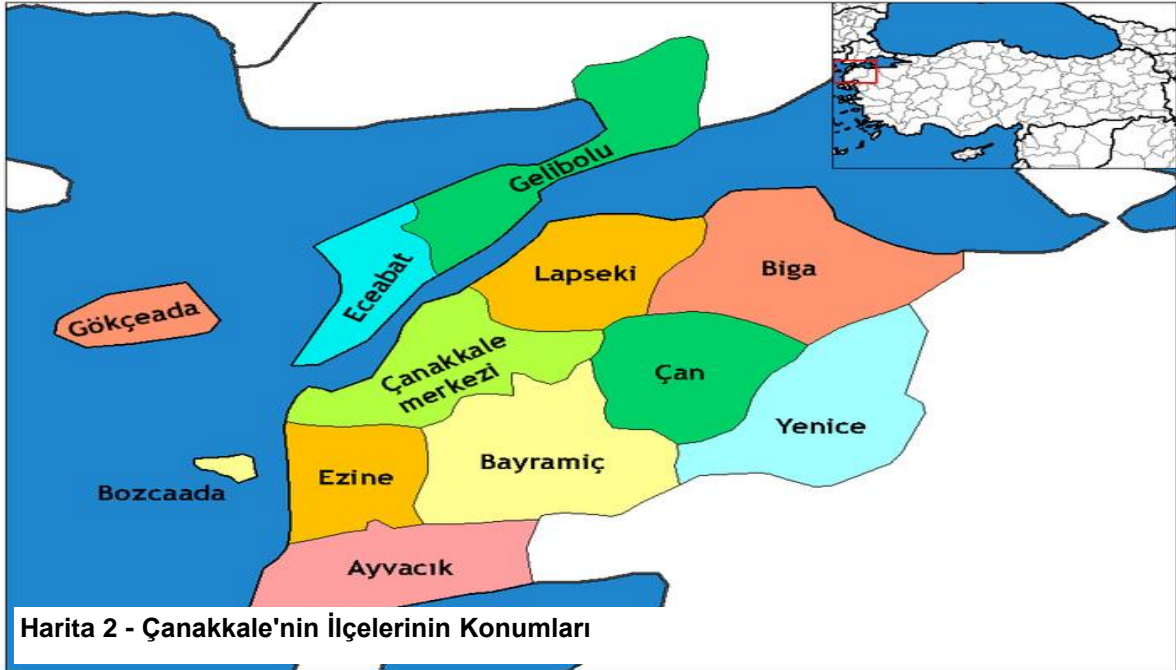 Gelibolu
Eceabat
Lapseki
Biga
Gökçeada
Çanakkale
merkezi
Çan
Yenice
Bayramiç
Ezine
Bozcaada
Ayvacık
Harita 2 - Çanakkale'nin İlçelerinin Konumları